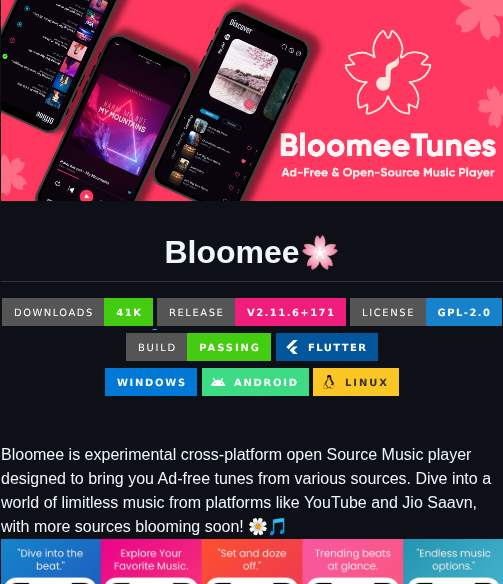 Discover
MY MOUNTAINS
BloomeeTunes
Ad-Free & Open-Source Music Player
Bloomee🌸
DOWNLOADS 41K RELEASE V2.11.6+171 LICENSE GPL-2.0
BUILD PASSING FLUTTER
WINDOWS ANDROID LINUX
Bloomee is experimental cross-platform open Source Music player
designed to bring you Ad-free tunes from various sources. Dive into a
world of limitless music from platforms like YouTube and Jio Saavn,
with more sources blooming soon! 🌼🎵
"Dive into the
beat."
Explore Your
Favorite Music.
"Set and doze
off."
Trending beats
at glance.
"Endless music
options."